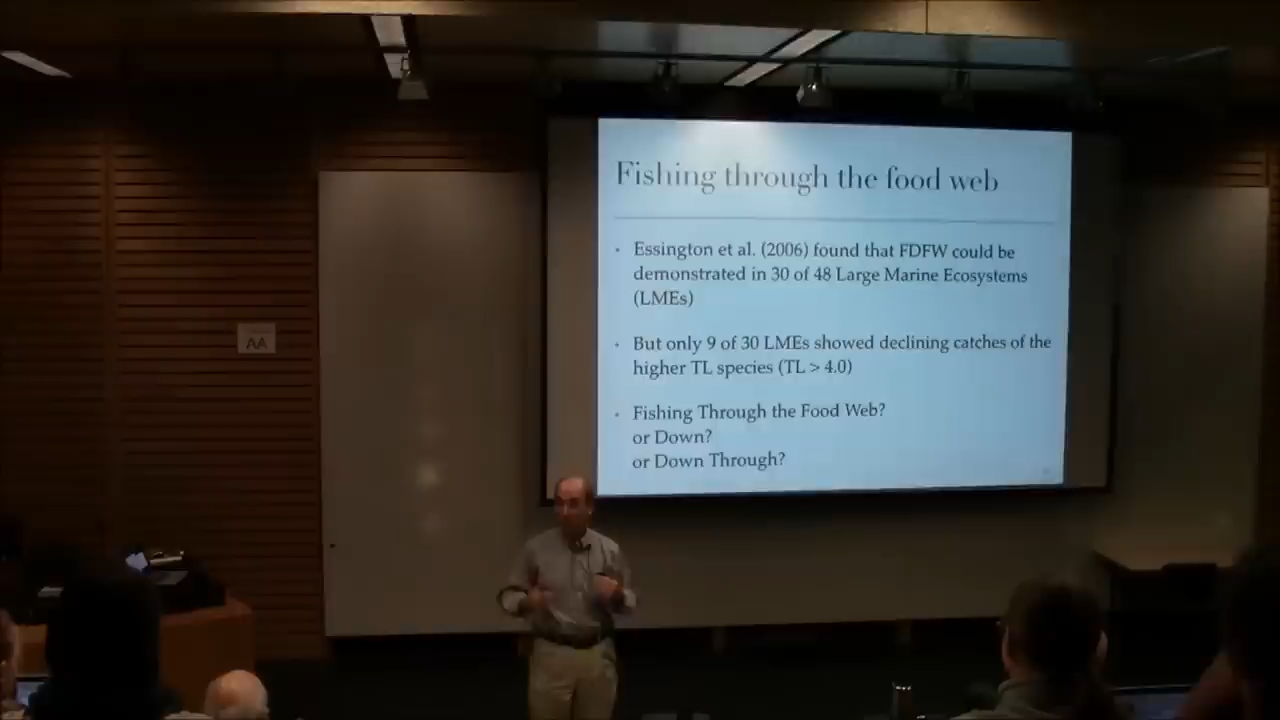 Fishing through the food web
• Essington et al. (2006) found that FDFW could be
demonstrated in 30 of 48 Large Marine Ecosystems
(LMEs)
• But only 9 of 30 LMEs showed declining catches of the
higher TL species (TL > 4.0)
• Fishing Through the Food Web?
or Down?
or Down Through?
AA